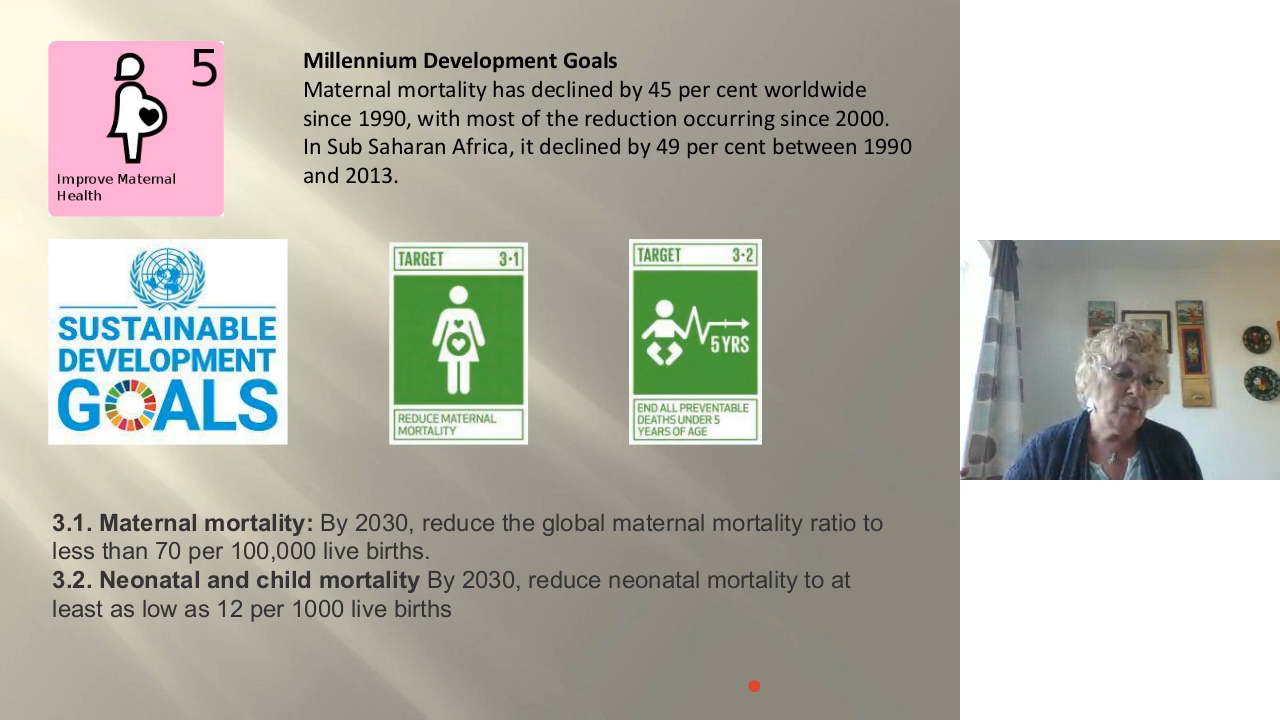 5
Improve Maternal
Health
Millennium Development Goals
Maternal mortality has declined by 45 per cent worldwide
since 1990, with most of the reduction occurring since 2000.
In Sub Saharan Africa, it declined by 49 per cent between 1990
and 2013.
SUSTAINABLE
DEVELOPMENT
GOALS
TARGET 3·1
REDUCE MATERNAL
MORTALITY
TARGET 3·2
5 YRS
END ALL PREVENTABLE
DEATHS UNDER 5
YEARS OF AGE
3.1. Maternal mortality: By 2030, reduce the global maternal mortality ratio to
less than 70 per 100,000 live births.
3.2. Neonatal and child mortality By 2030, reduce neonatal mortality to at
least as low as 12 per 1000 live births